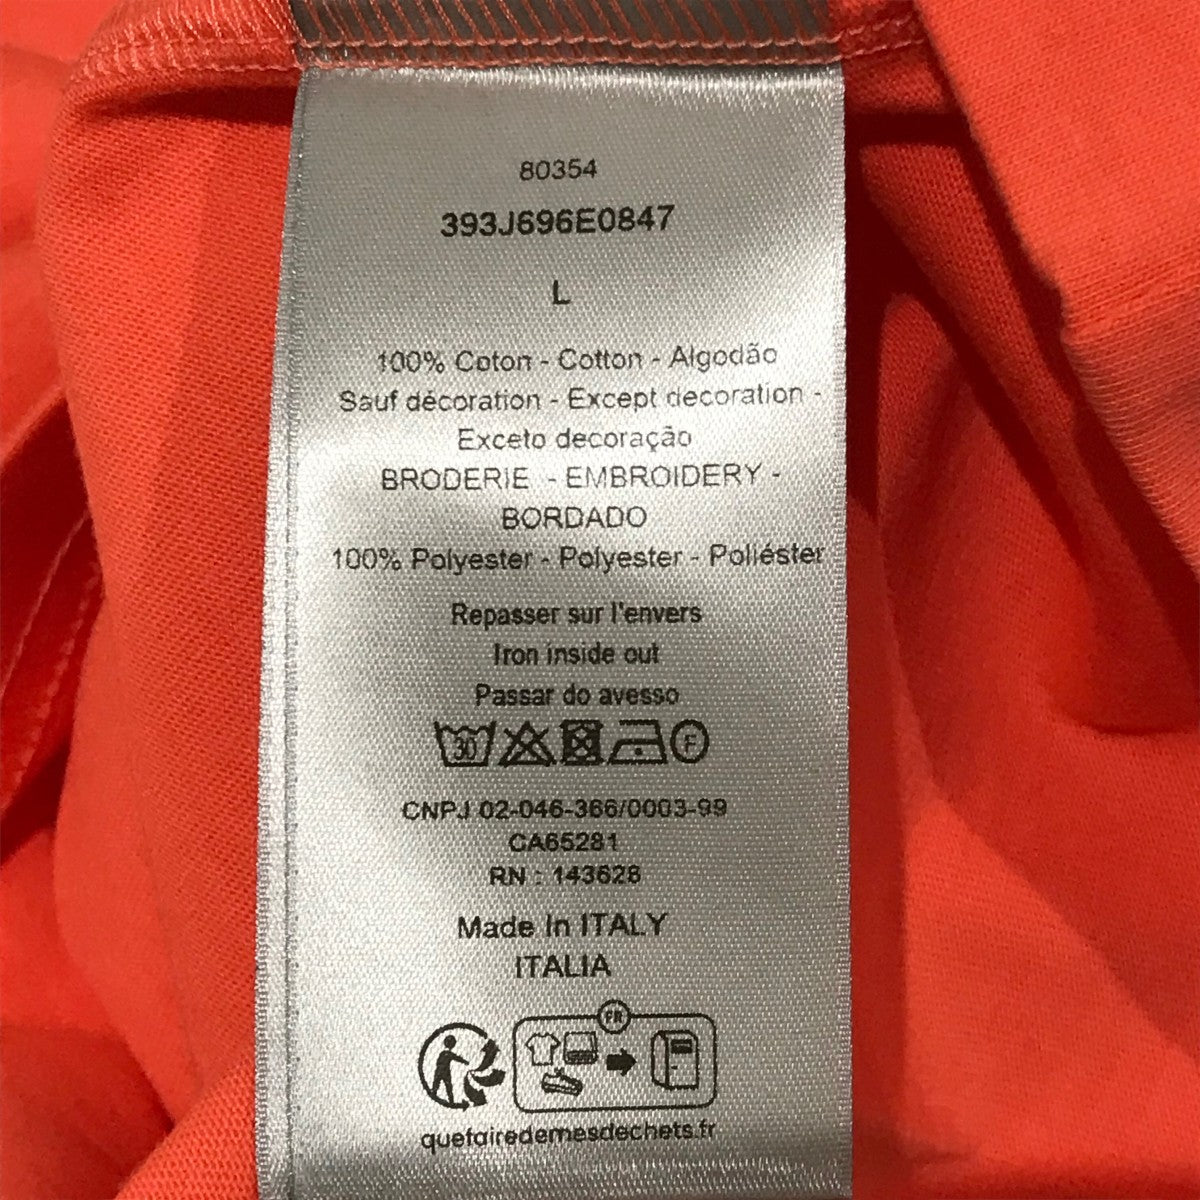 80354
393J696E0847
L
100% Coton - Cotton - Algodão
Sauf décoration - Except decoration -
Exceto decoração
BRODERIE - EMBROIDERY -
BORDADO
100% Polyester - Polyester - Poliéster
Repasser sur l'envers
Iron inside out
Passar do avesso
30 F
CNPJ 02-046-366/0003-99
CA65281
RN : 143628
Made In ITALY
ITALIA
FR
quefairedemesdechets.fr